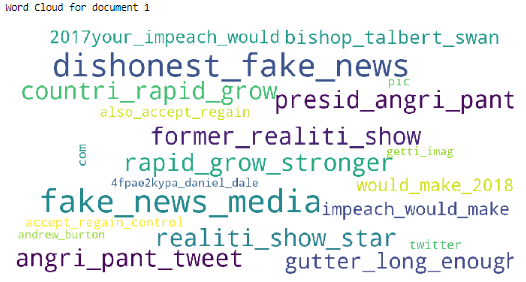 Word Cloud for document 1
2017your_impeach_would bishop_talbert_swan
dishonest_fake_news
pic
countri_rapid_grow presid_angri_pant
also_accept_regain
former_realiti_show
com getti_imag
rapid_grow_stronger
4fpae2kypa_daniel_dale would_make_2018
fake_news_media impeach_would_make
accept_regain_control
andrew_burton realiti_show_star twitter
angri_pant_tweet gutter_long_enough